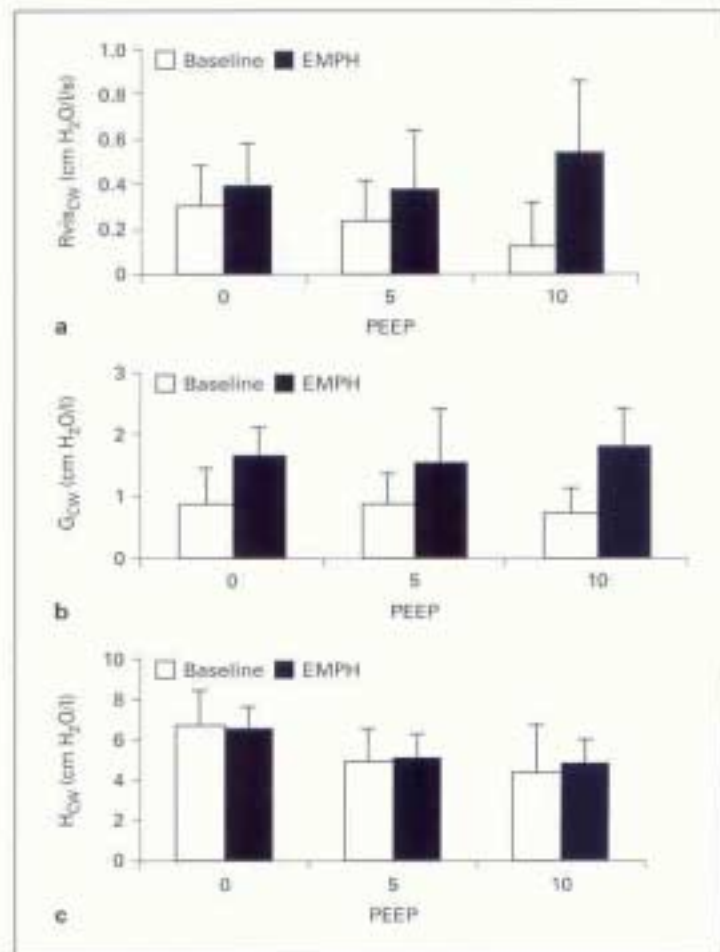 1.0
Baseline EMPH
0.8
0.6
0.4
0.2
0
Rvis_CW (cm H₂O/l/s)
0 5 10
a
PEEP
3
Baseline EMPH
2
1
0
G_CW (cm H₂O/l)
0 5 10
b
PEEP
10
Baseline EMPH
8
6
4
2
0
H_CW (cm H₂O/l)
0 5 10
c
PEEP